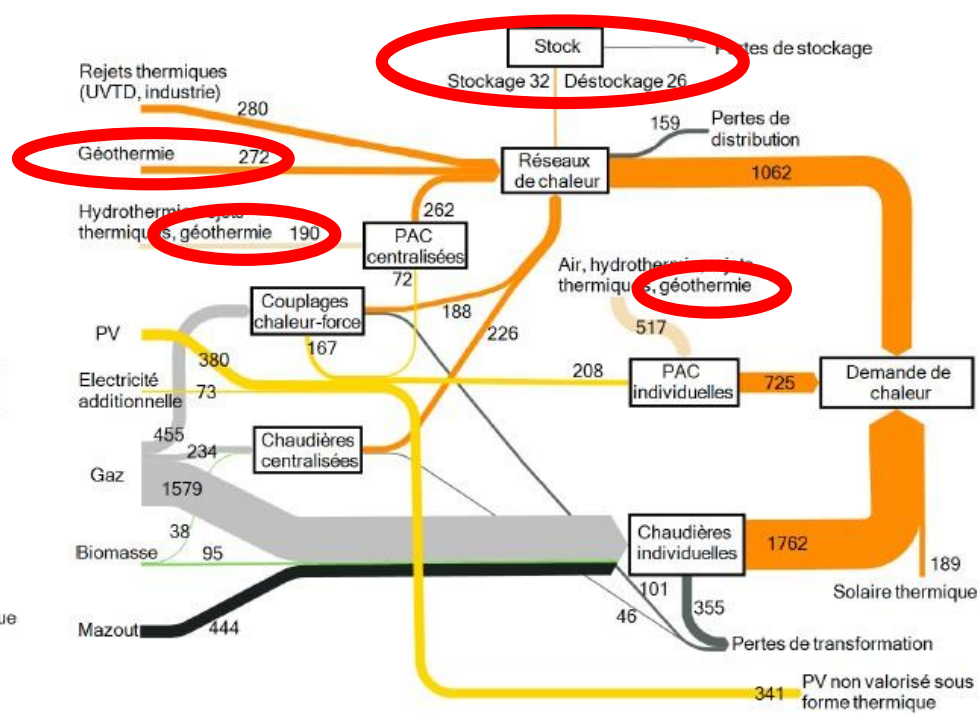 Stock
Pertes de stockage
Stockage 32 Déstockage 26
Rejets thermiques
(UVTD, industrie)
280
Pertes de
distribution
159
Géothermie
272
Réseaux
de chaleur
1062
Hydrothermie, rejets
thermiques, géothermie
190
262
PAC
centralisées
72
Air, hydrothermie, rejets
thermiques, géothermie
517
Couplages
chaleur-force
188
226
167
PV
380
208
PAC
individuelles
725
Demande de
chaleur
Electricité
additionnelle
73
455
234
Chaudières
centralisées
Gaz
1579
38
Biomasse
95
Chaudières
individuelles
1762
189
Solaire thermique
101
355
46
Mazout
444
Pertes de transformation
341
PV non valorisé sous
forme thermique